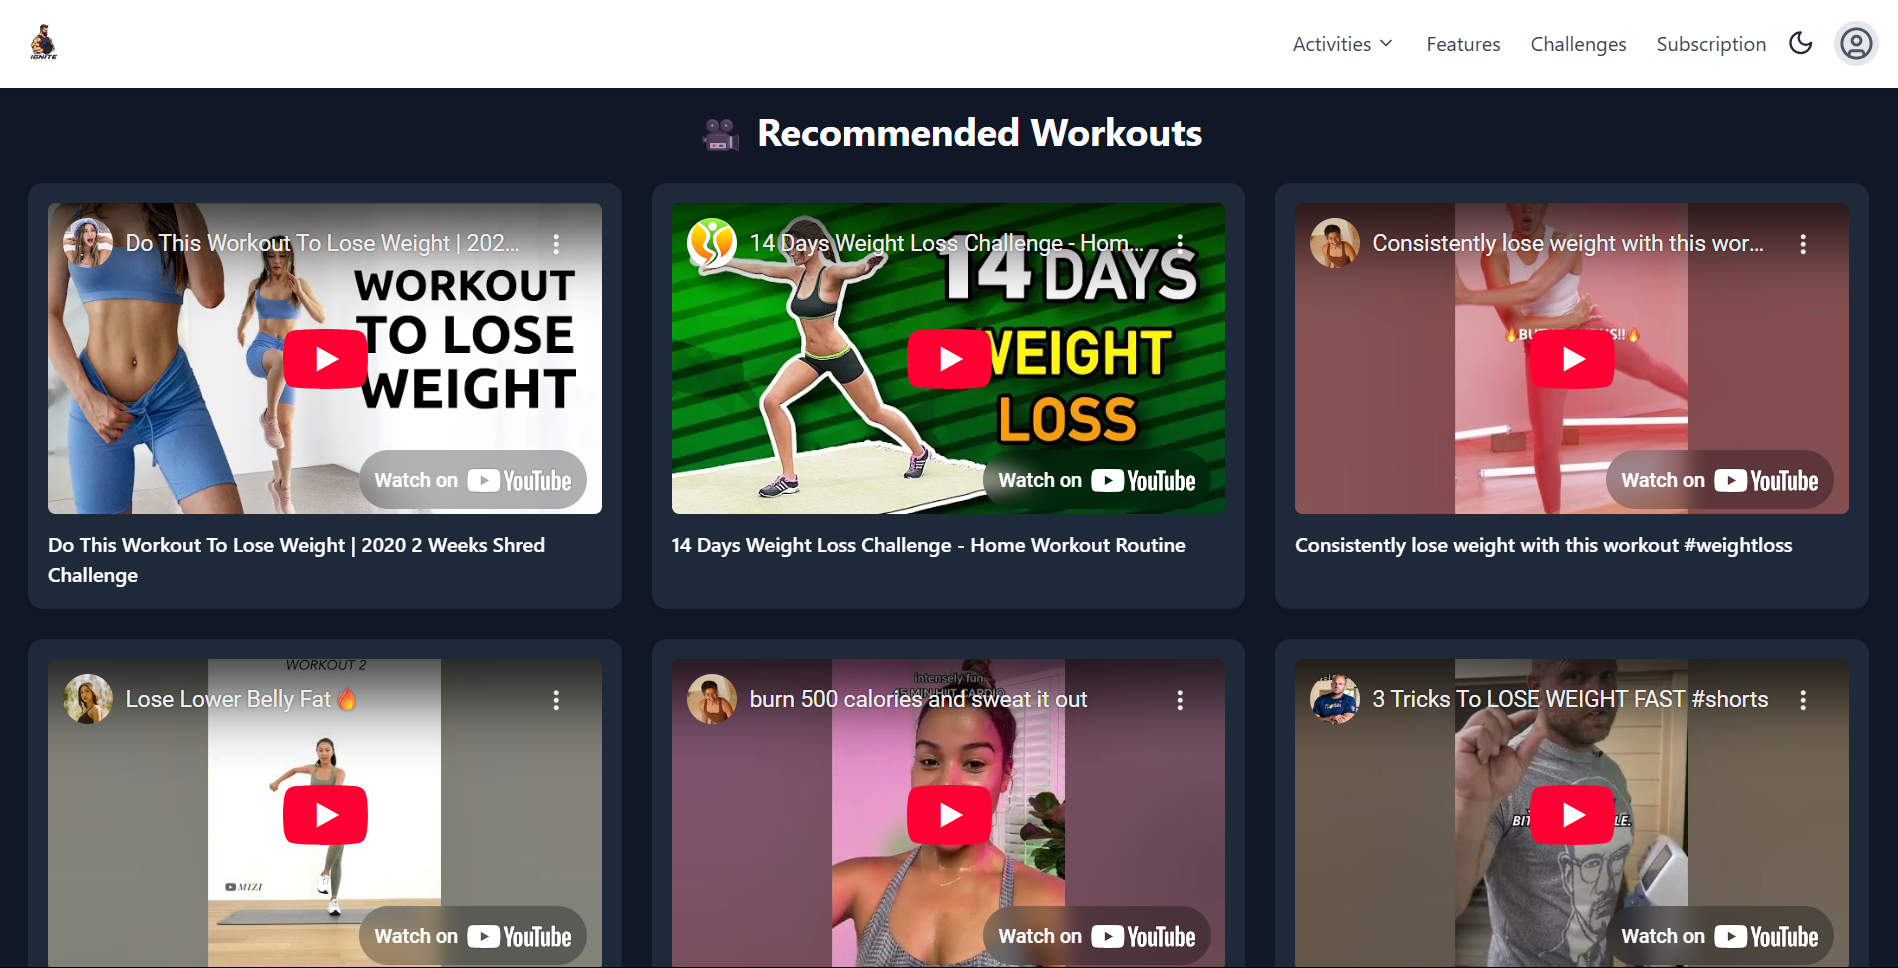 IGNITE
Activities
Features
Challenges
Subscription
Recommended Workouts
Do This Workout To Lose Weight | 202...
WORKOUT
TO LOSE
WEIGHT
Watch on YouTube
Do This Workout To Lose Weight | 2020 2 Weeks Shred
Challenge
14 Days Weight Loss Challenge - Hom...
14 DAYS
WEIGHT
LOSS
Watch on YouTube
14 Days Weight Loss Challenge - Home Workout Routine
Consistently lose weight with this wor...
Watch on YouTube
Consistently lose weight with this workout #weightloss
WORKOUT 2
Lose Lower Belly Fat🔥
MIZI
Watch on YouTube
intensely fun
15 MIN HIIT CARDIO
burn 500 calories and sweat it out
Watch on YouTube
3 Tricks To LOSE WEIGHT FAST #shorts
Watch on YouTube